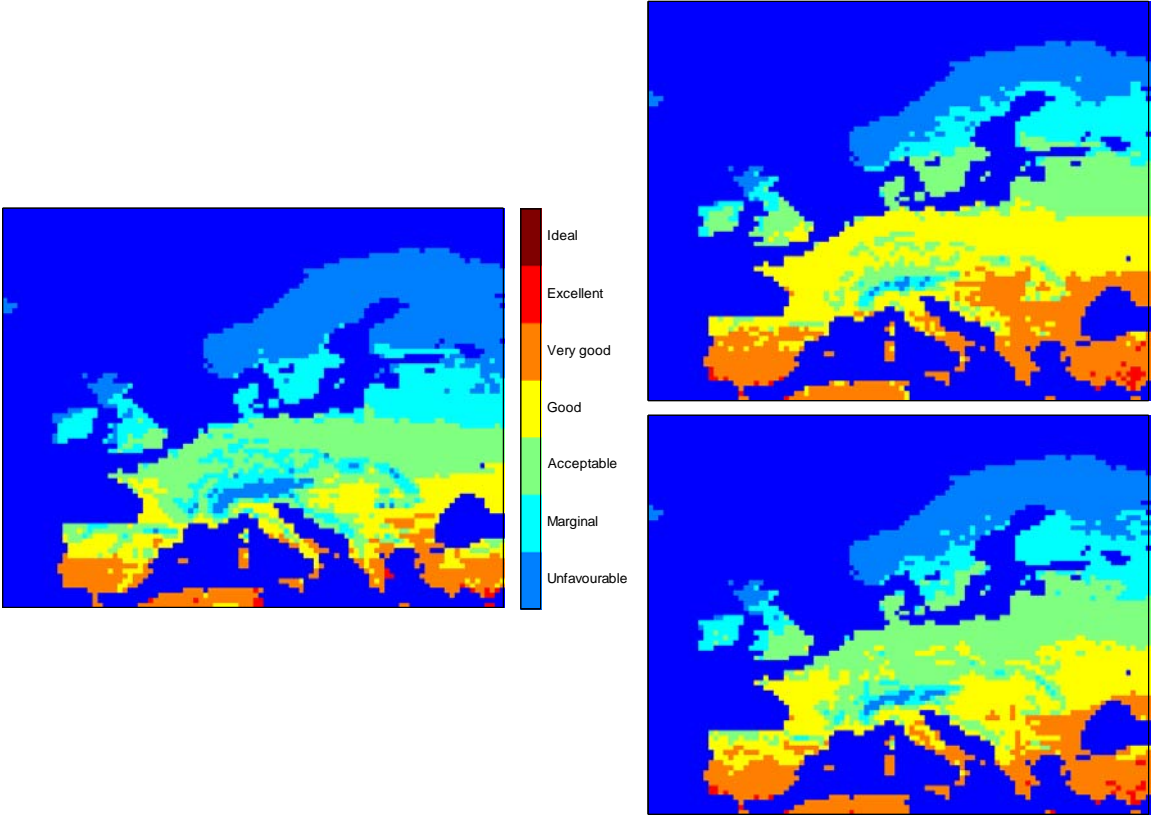 Ideal
Excellent
Very good
Good
Acceptable
Marginal
Unfavourable